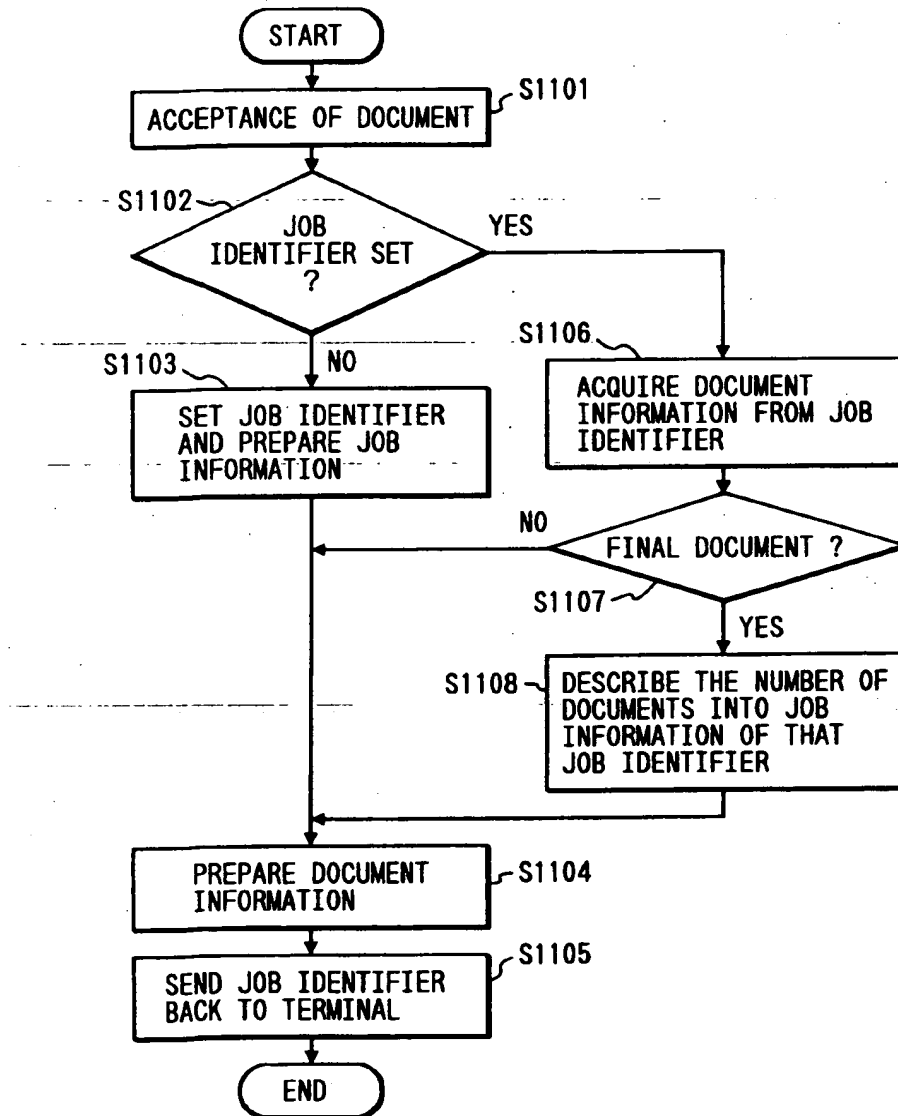 START
S1101
ACCEPTANCE OF DOCUMENT
S1102
JOB
IDENTIFIER SET
?
YES
NO
S1103
SET JOB IDENTIFIER
AND PREPARE JOB
INFORMATION
S1106
ACQUIRE DOCUMENT
INFORMATION FROM JOB
IDENTIFIER
NO
FINAL DOCUMENT ?
S1107
YES
S1108
DESCRIBE THE NUMBER OF
DOCUMENTS INTO JOB
INFORMATION OF THAT
JOB IDENTIFIER
PREPARE DOCUMENT
INFORMATION
S1104
SEND JOB IDENTIFIER
BACK TO TERMINAL
S1105
END